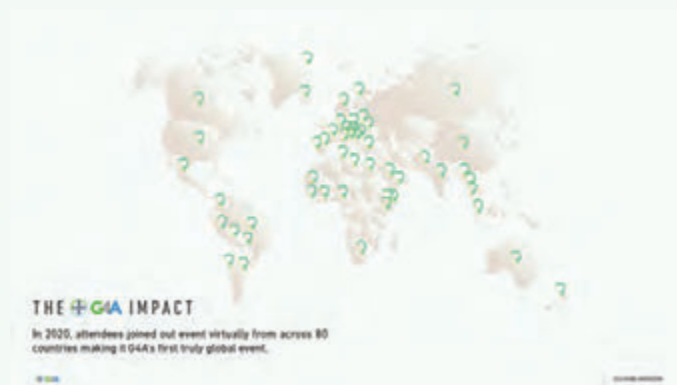 THE G4A IMPACT
In 2020, attendees joined out event virtually from across 80
countries making it G4A's first truly global event.
G4A